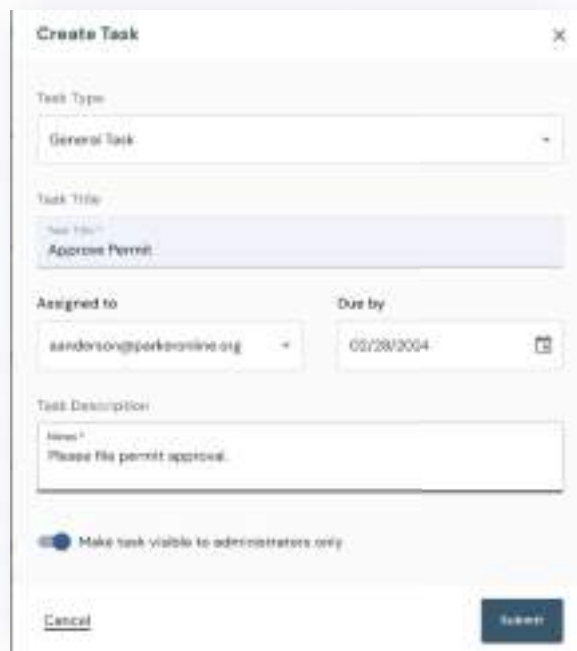 Create Task
Task Type
General Task
Task Title
Task Title *
Approve Permit
Assigned to
Due by
aanderson@parkeronline.org
02/28/2024
Task Description
Notes *
Please file permit approval.
Make task visible to administrators only
Cancel
Submit